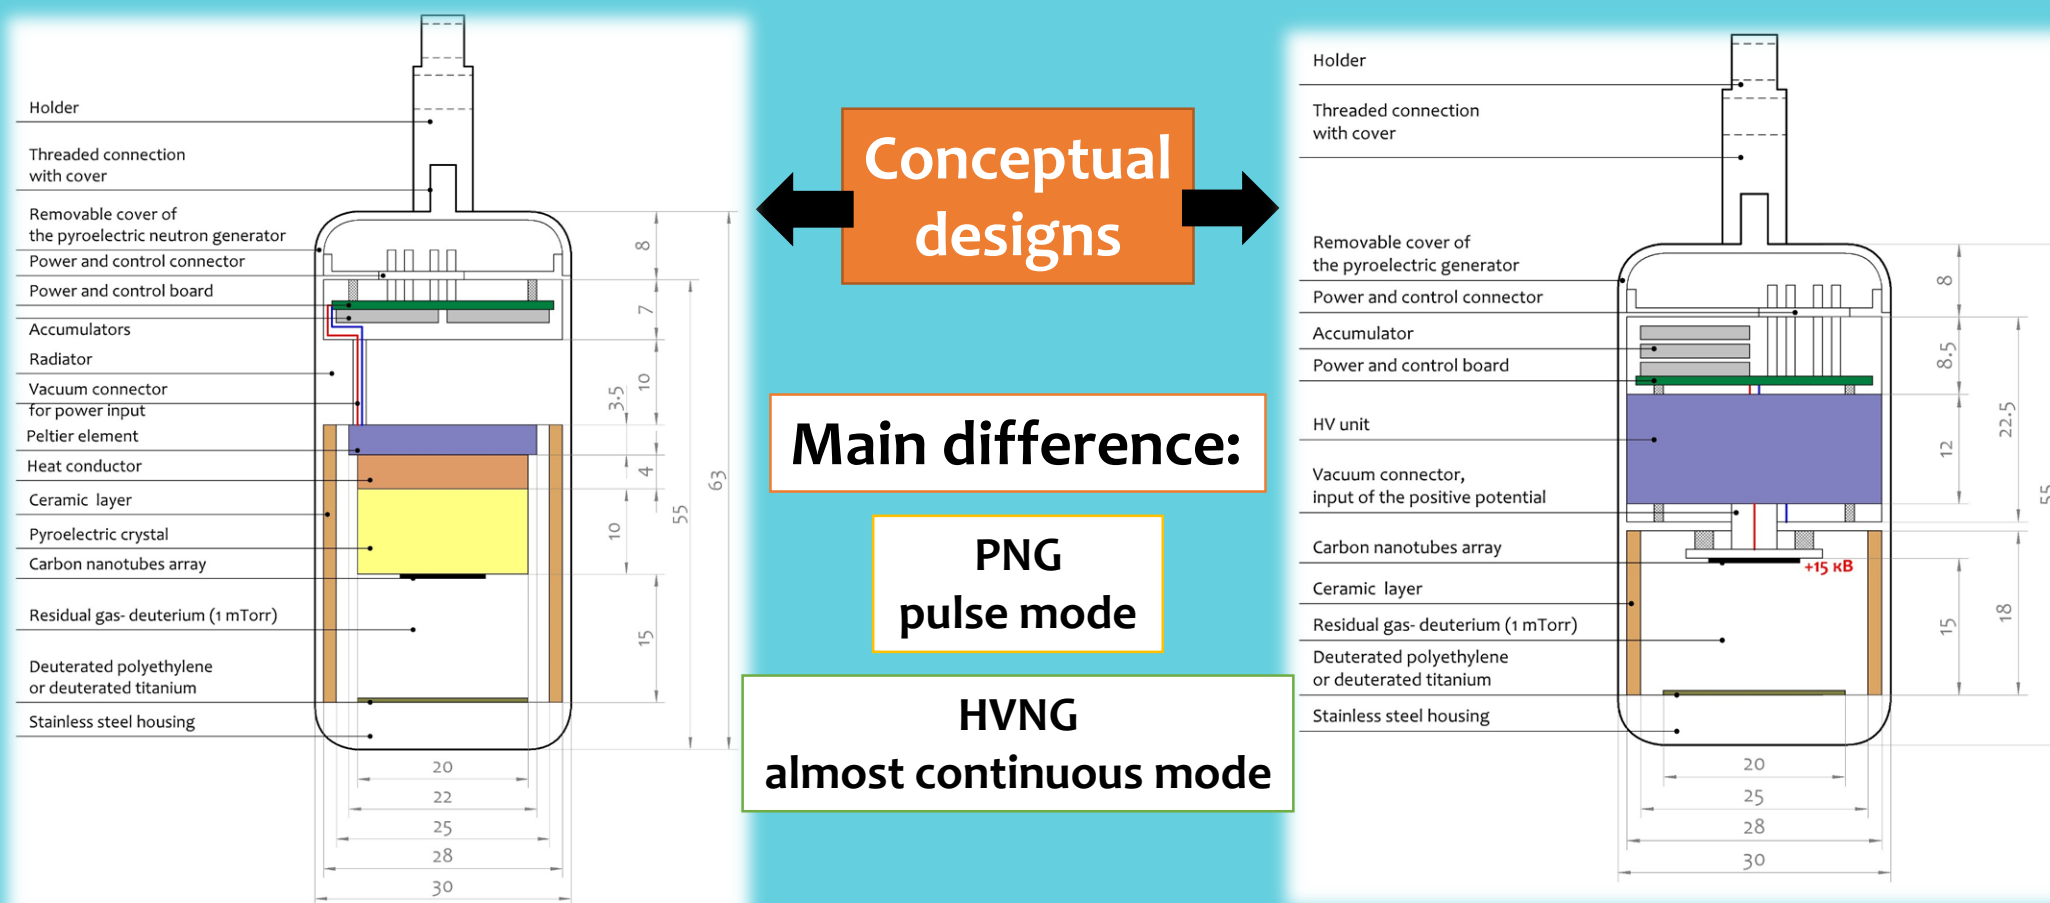 Holder
Threaded connection
with cover
Removable cover of
the pyroelectric neutron generator
Power and control connector
Power and control board
Accumulators
Radiator
Vacuum connector
for power input
Peltier element
Heat conductor
Ceramic layer
Pyroelectric crystal
Carbon nanotubes array
Residual gas- deuterium (1 mTorr)
Deuterated polyethylene
or deuterated titanium
Stainless steel housing
8
7
10
3.5
4
10
15
55
63
20
22
25
28
30
Conceptual
designs
Main difference:
PNG
pulse mode
HVNG
almost continuous mode
Holder
Threaded connection
with cover
Removable cover of
the pyroelectric generator
Power and control connector
Accumulator
Power and control board
HV unit
Vacuum connector,
input of the positive potential
Carbon nanotubes array
Ceramic layer
Residual gas- deuterium (1 mTorr)
Deuterated polyethylene
or deuterated titanium
Stainless steel housing
+15 кВ
8
8.5
12
22.5
15
18
55
20
25
28
30